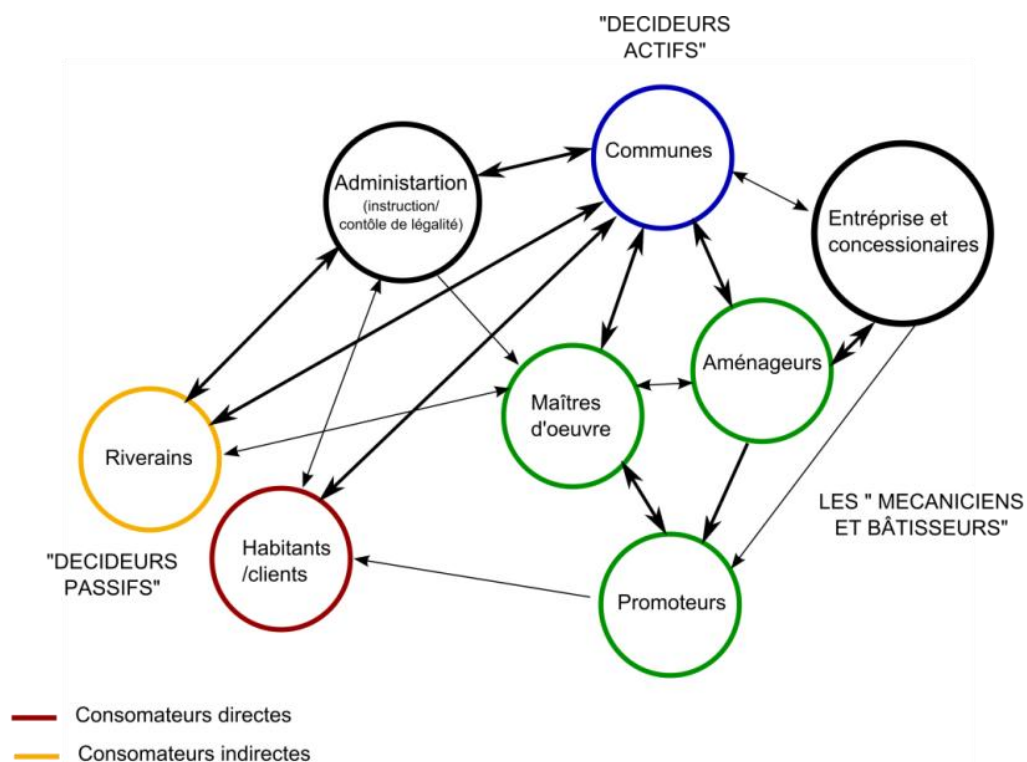 "DECIDEURS
ACTIFS"
Communes
Administartion
(instruction/
contôle de légalité)
Entréprise et
concessionaires
Aménageurs
Maîtres
d'oeuvre
Riverains
LES " MECANICIENS
ET BÂTISSEURS"
Habitants
/clients
"DECIDEURS
PASSIFS"
Promoteurs
Consomateurs directes
Consomateurs indirectes